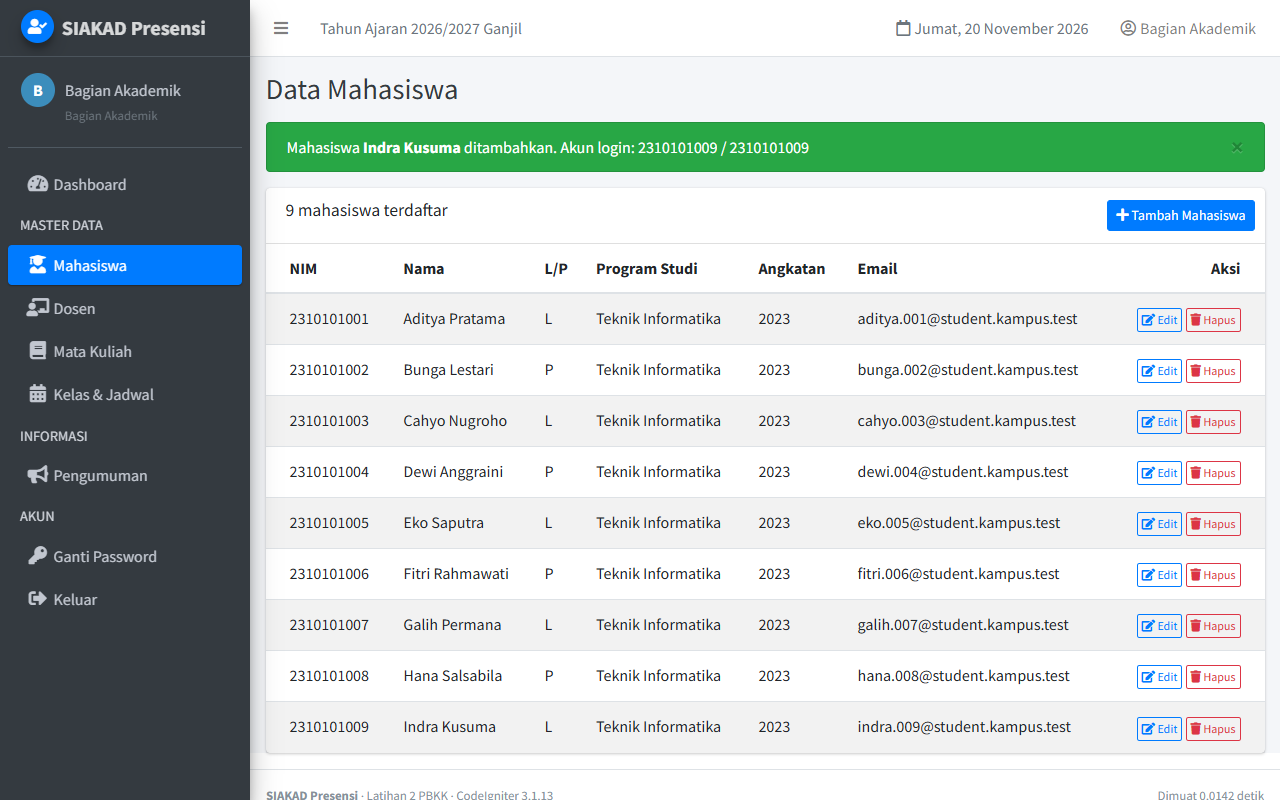 SIAKAD Presensi
Tahun Ajaran 2026/2027 Ganjil
Jumat, 20 November 2026
Bagian Akademik
B
Bagian Akademik
Bagian Akademik
Dashboard
MASTER DATA
Mahasiswa
Dosen
Mata Kuliah
Kelas & Jadwal
INFORMASI
Pengumuman
AKUN
Ganti Password
Keluar
Data Mahasiswa
Mahasiswa Indra Kusuma ditambahkan. Akun login: 2310101009 / 2310101009 ×
9 mahasiswa terdaftar
Tambah Mahasiswa
NIM Nama L/P Program Studi Angkatan Email Aksi
2310101001 Aditya Pratama L Teknik Informatika 2023 aditya.001@student.kampus.test Edit Hapus
2310101002 Bunga Lestari P Teknik Informatika 2023 bunga.002@student.kampus.test Edit Hapus
2310101003 Cahyo Nugroho L Teknik Informatika 2023 cahyo.003@student.kampus.test Edit Hapus
2310101004 Dewi Anggraini P Teknik Informatika 2023 dewi.004@student.kampus.test Edit Hapus
2310101005 Eko Saputra L Teknik Informatika 2023 eko.005@student.kampus.test Edit Hapus
2310101006 Fitri Rahmawati P Teknik Informatika 2023 fitri.006@student.kampus.test Edit Hapus
2310101007 Galih Permana L Teknik Informatika 2023 galih.007@student.kampus.test Edit Hapus
2310101008 Hana Salsabila P Teknik Informatika 2023 hana.008@student.kampus.test Edit Hapus
2310101009 Indra Kusuma L Teknik Informatika 2023 indra.009@student.kampus.test Edit Hapus
SIAKAD Presensi · Latihan 2 PBKK · CodeIgniter 3.1.13
Dimuat 0.0142 detik